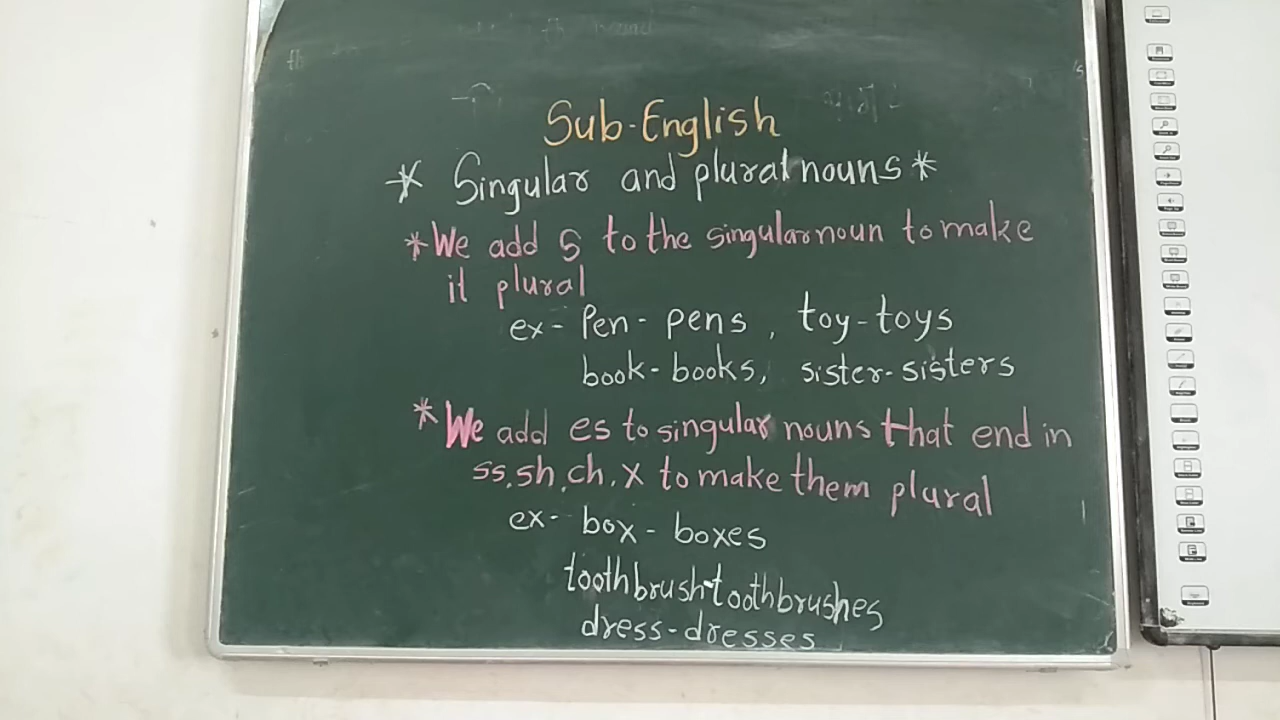 Sub-English
* Singular and plural nouns *
* We add s to the singular noun to make
it plural
ex- Pen - pens , toy-toys
book - books, sister-sisters
* We add es to singular nouns that end in
ss, sh, ch, x to make them plural
ex- box - boxes
toothbrush-toothbrushes
dress-dresses